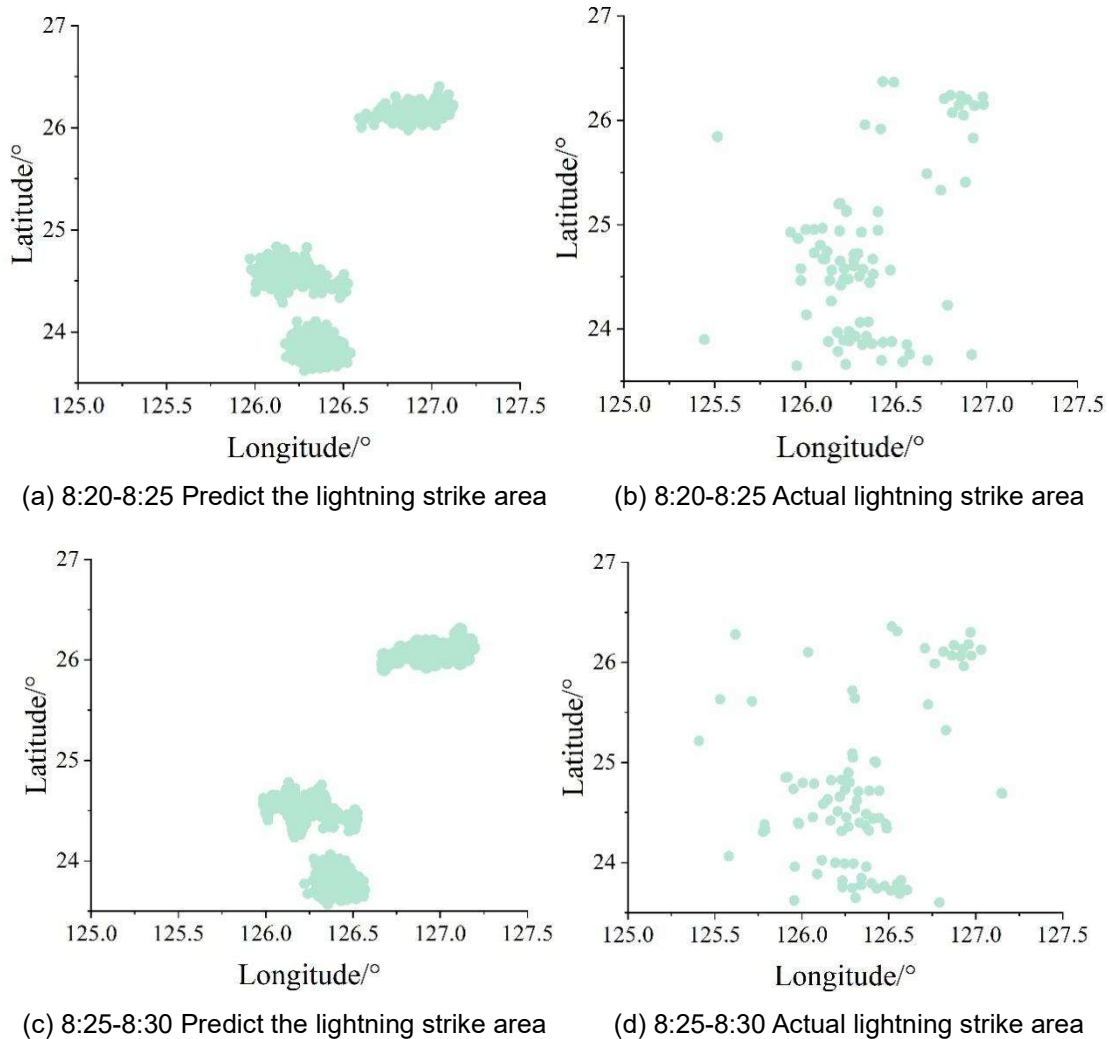 27
26
25
24
Latitude/°
125.0 125.5 126.0 126.5 127.0 127.5
Longitude/°
(a) 8:20-8:25 Predict the lightning strike area
27
26
25
24
Latitude/°
125.0 125.5 126.0 126.5 127.0 127.5
Longitude/°
(b) 8:20-8:25 Actual lightning strike area
27
26
25
24
Latitude/°
125.0 125.5 126.0 126.5 127.0 127.5
Longitude/°
(c) 8:25-8:30 Predict the lightning strike area
27
26
25
24
Latitude/°
125.0 125.5 126.0 126.5 127.0 127.5
Longitude/°
(d) 8:25-8:30 Actual lightning strike area